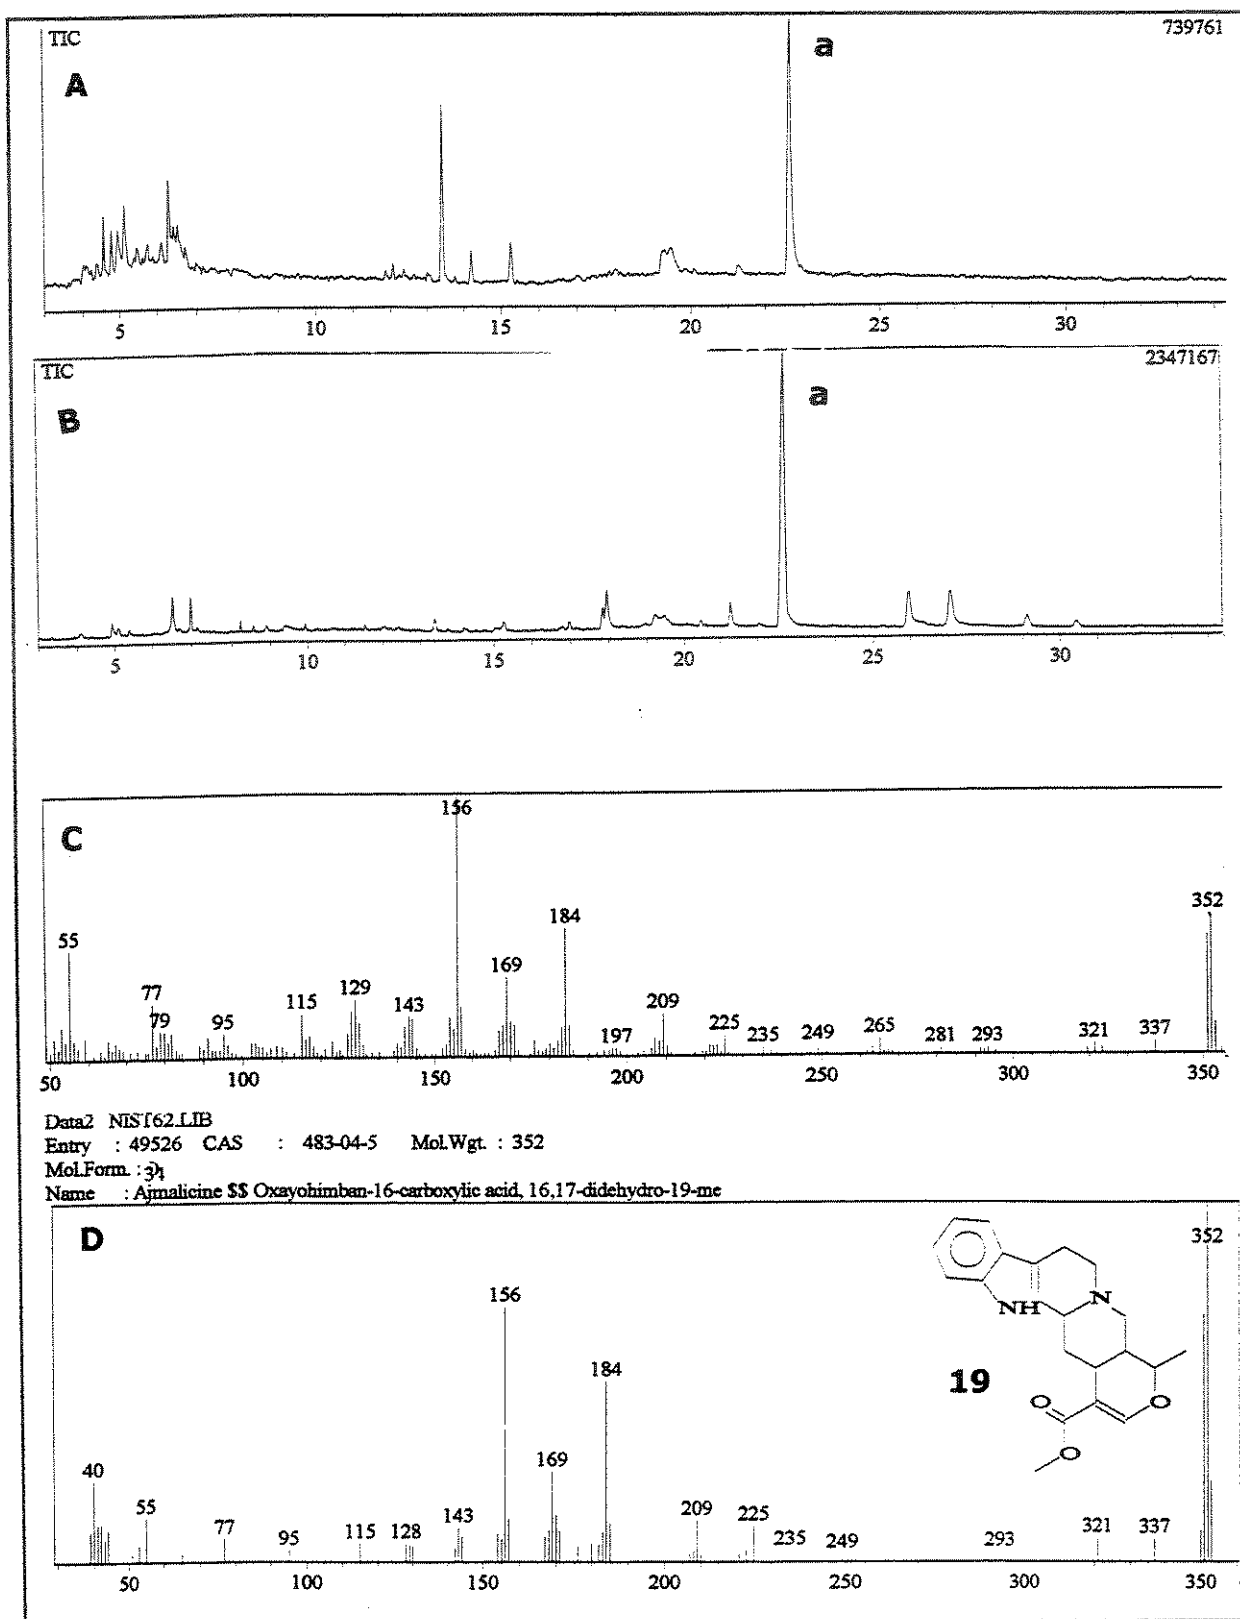 TIC
739761
A
a
5 10 15 20 25 30
TIC
2347167
B
a
5 10 15 20 25 30
C
156
352
184
55
169
129
77
115
143
209
79
95
225
265
197
235
249
281
293
321
337
50 100 150 200 250 300 350
Data2 NIST62.LIB
Entry : 49526 CAS : 483-04-5 Mol.Wgt. : 352
Mol.Form. :
Name : Ajmalicine $$ Oxayohimban-16-carboxylic acid, 16,17-didehydro-19-me
D
352
156
NH
N
184
19
O
O
O
40
169
55
143
209
225
77
95
115
128
235
249
293
321
337
50 100 150 200 250 300 350